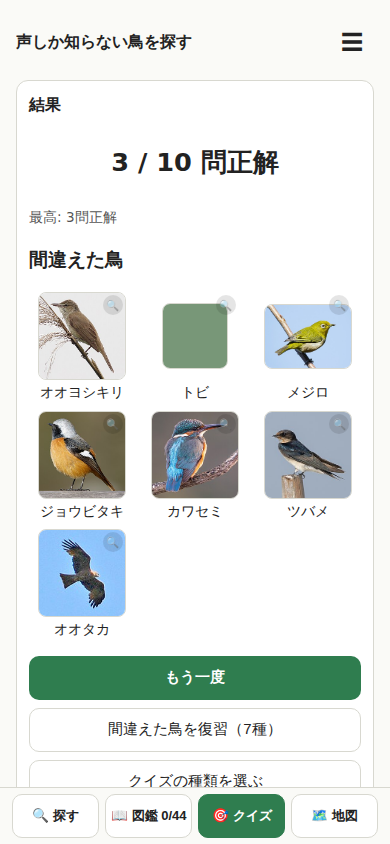 声しか知らない鳥を探す
☰
結果
3 / 10 問正解
最高: 3問正解
間違えた鳥
オオヨシキリ
トビ
メジロ
ジョウビタキ
カワセミ
ツバメ
オオタカ
もう一度
間違えた鳥を復習（7種）
クイズの種類を選ぶ
🔍 探す
📖 図鑑 0/44
🎯 クイズ
🗺️ 地図